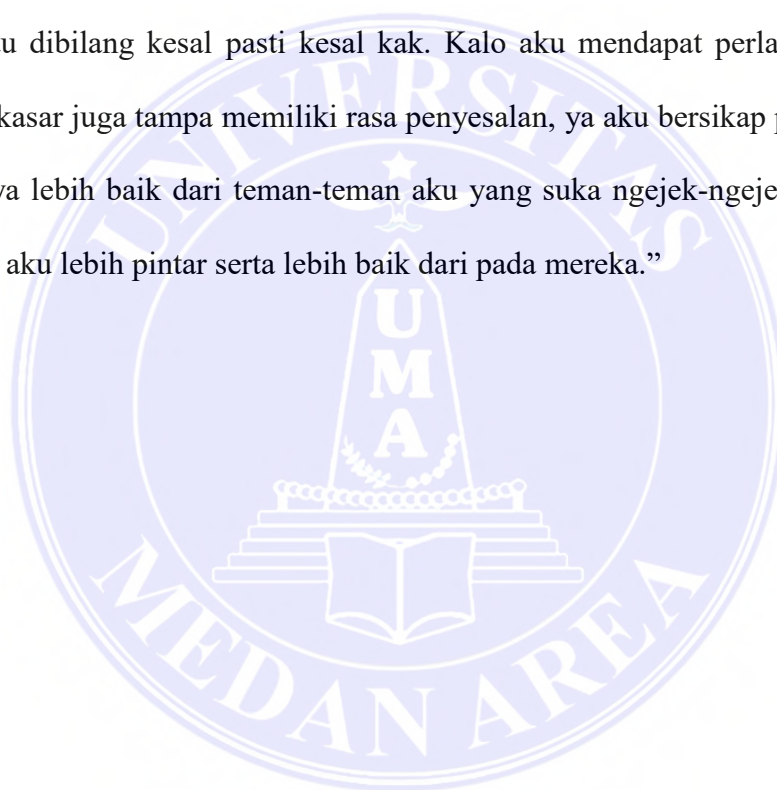 dibilang kesal pasti kesal kak. Kalo aku mendapat
kasar juga tampa memiliki rasa penyesalan, ya aku bersikap
lebih baik dari teman-teman aku yang suka
aku lebih pintar serta lebih baik dari pada mereka.”
UNIVERSITAS
U
M
A
MEDAN AREA